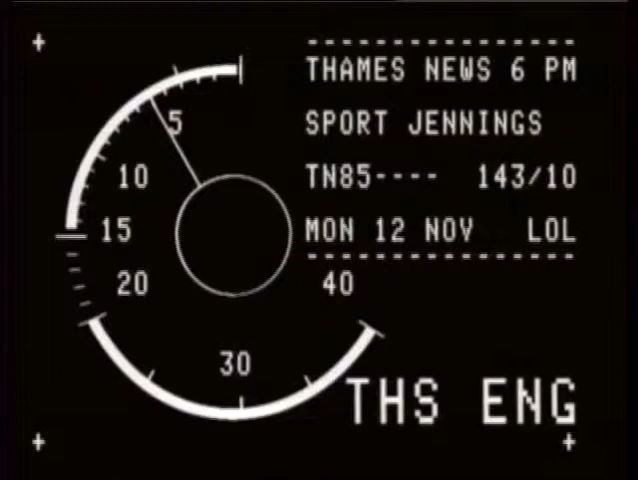 THAMES NEWS 6 PM
SPORT JENNINGS
TN85---- 143/10
MON 12 NOV LOL
5
10
15
20
30
40
THS ENG